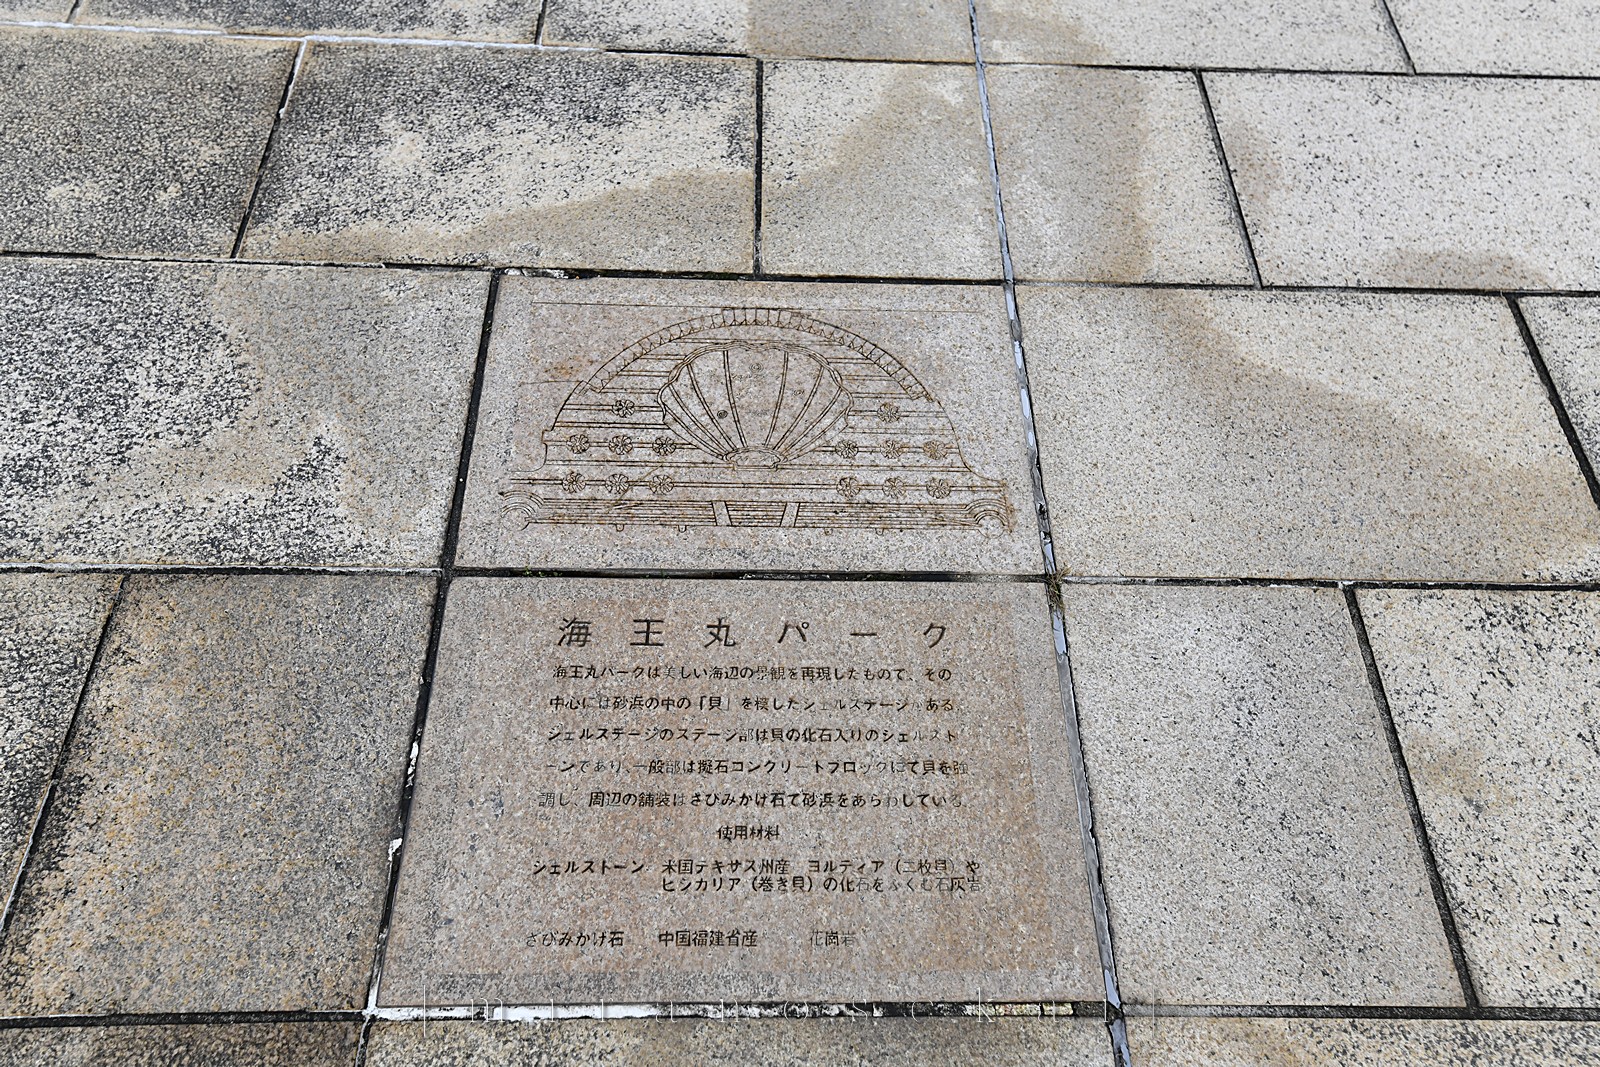 海王丸パーク
海王丸パークは美しい海辺の景観を再現したもので、その
中心には砂浜の中の「貝」を模したシェルステージがある。
シェルステージのステージ部は貝の化石入りのシェルスト
ーンであり、一般部は擬石コンクリートブロックにて貝を強
調し、周辺の舗装はさびみかげ石で砂浜をあらわしている。
使用材料
シェルストーン 米国テキサス州産 ヨルティア（二枚貝）や
ヒシカリア（巻き貝）の化石をふくむ石灰岩
さびみかげ石 中国福建省産 花崗岩